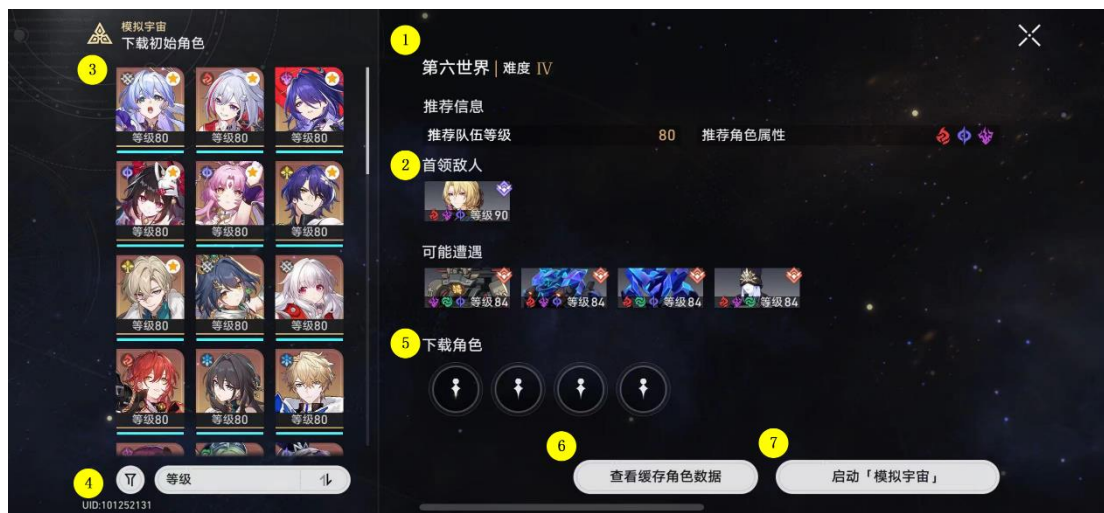 模拟宇宙
下载初始角色
3
等级80 等级80 等级80
等级80 等级80 等级80
等级80 等级80 等级80
等级80 等级80 等级80
4
等级
UID:101252131
1
第六世界 | 难度 IV
推荐信息
推荐队伍等级 80 推荐角色属性
2 首领敌人
等级90
可能遭遇
等级84 等级84 等级84 等级84
5 下载角色
6
查看缓存角色数据
7
启动「模拟宇宙」